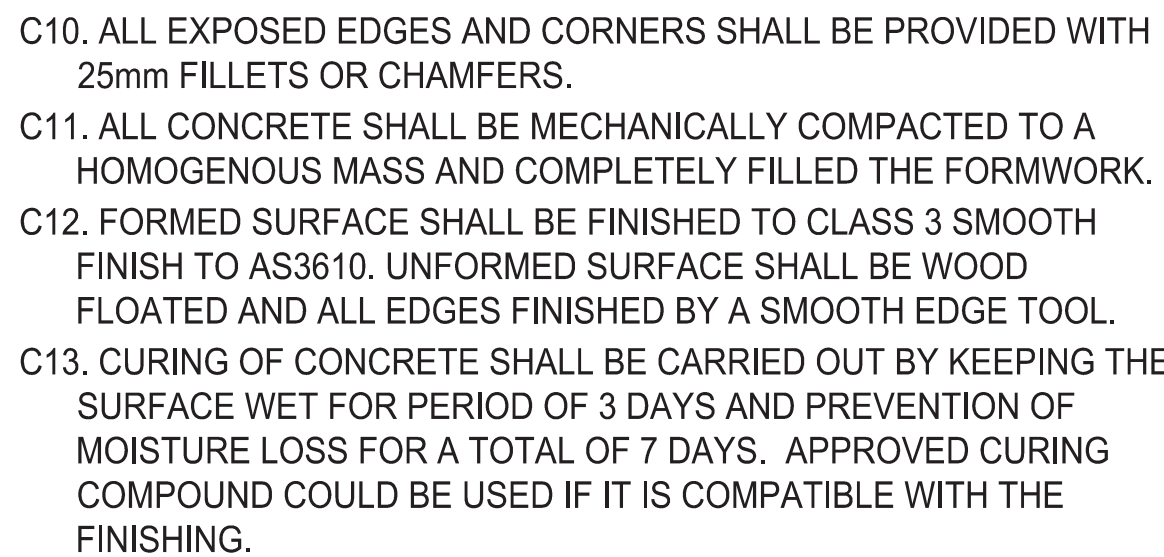 C10. ALL EXPOSED EDGES AND CORNERS SHALL BE PROVIDED WITH
25mm FILLETS OR CHAMFERS.
C11. ALL CONCRETE SHALL BE MECHANICALLY COMPACTED TO A
HOMOGENOUS MASS AND COMPLETELY FILLED THE FORMWORK.
C12. FORMED SURFACE SHALL BE FINISHED TO CLASS 3 SMOOTH
FINISH TO AS3610. UNFORMED SURFACE SHALL BE WOOD
FLOATED AND ALL EDGES FINISHED BY A SMOOTH EDGE TOOL.
C13. CURING OF CONCRETE SHALL BE CARRIED OUT BY KEEPING THE
SURFACE WET FOR PERIOD OF 3 DAYS AND PREVENTION OF
MOISTURE LOSS FOR A TOTAL OF 7 DAYS.  APPROVED CURING
COMPOUND COULD BE USED IF IT IS COMPATIBLE WITH THE
FINISHING.